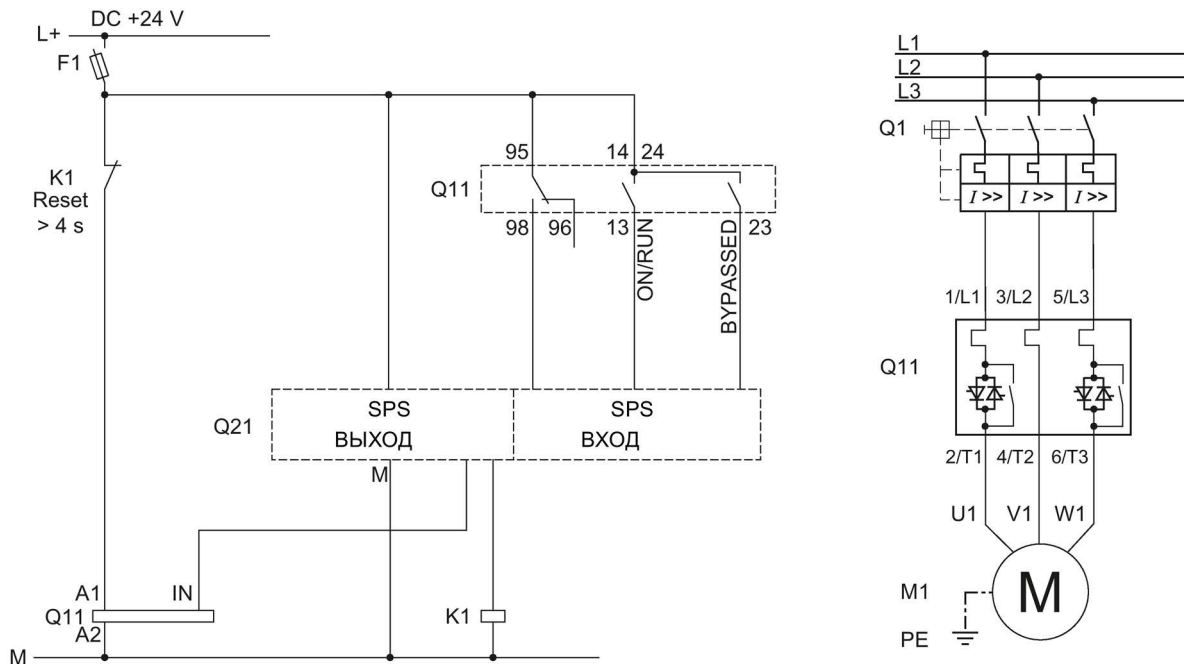 DC +24 V
L+
F1
K1
Reset
> 4 s
95
14
24
Q11
98
96
13
23
ON/RUN
BYPASSED
Q21
SPS
ВЫХОД
SPS
ВХОД
M
A1
IN
Q11
A2
K1
M
L1
L2
L3
Q1
I >>
I >>
I >>
1/L1
3/L2
5/L3
Q11
2/T1
4/T2
6/T3
U1
V1
W1
M1
M
PE